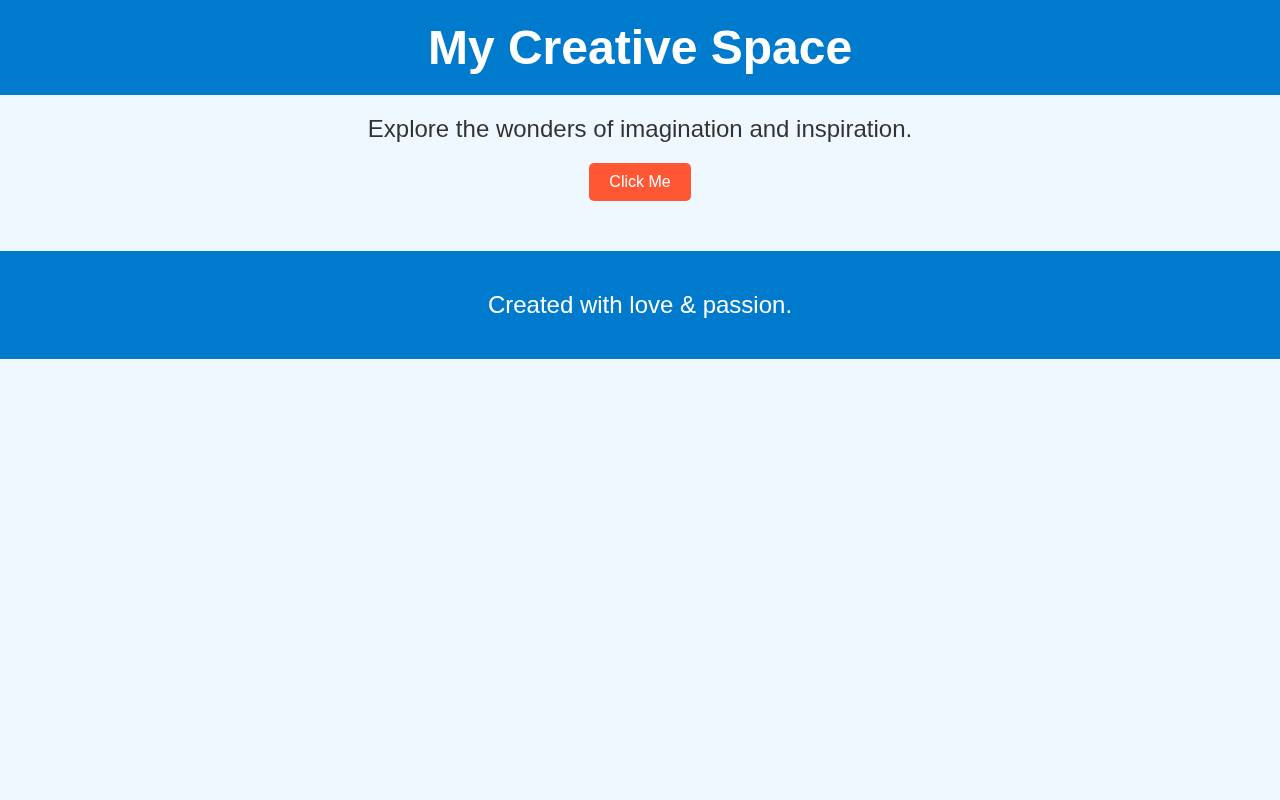 My Creative Space
Explore the wonders of imagination and inspiration.
Click Me
Created with love & passion.